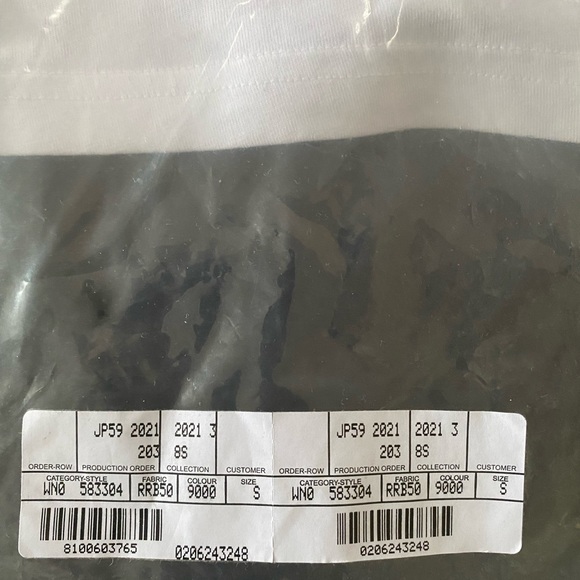 JP59 2021 2021 3 JP59 2021 2021 3
203 8S 203 8S
ORDER-ROW PRODUCTION ORDER COLLECTION CUSTOMER ORDER-ROW PRODUCTION ORDER COLLECTION CUSTOMER
CATEGORY-STYLE FABRIC COLOUR SIZE CATEGORY-STYLE FABRIC COLOUR SIZE
WN0 583304 RRB50 9000 S WN0 583304 RRB50 9000 S
8100603765 0206243248 0206243248